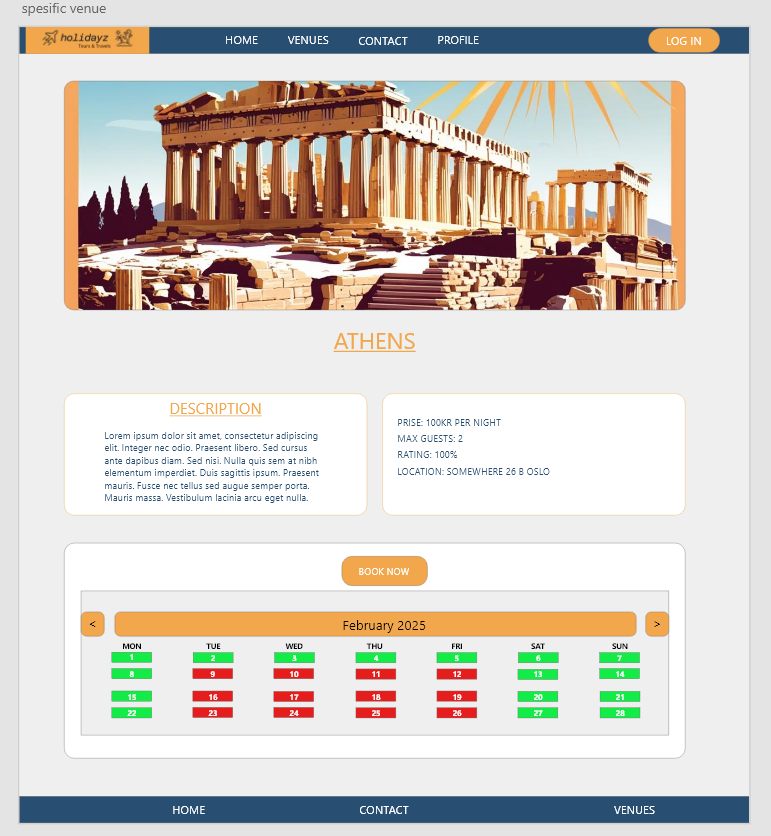 spesific venue
holidayz
Tours & Travels
HOME VENUES CONTACT PROFILE
LOG IN
ATHENS
DESCRIPTION
Lorem ipsum dolor sit amet, consectetur adipiscing
elit. Integer nec odio. Praesent libero. Sed cursus
ante dapibus diam. Sed nisi. Nulla quis sem at nibh
elementum imperdiet. Duis sagittis ipsum. Praesent
mauris. Fusce nec tellus sed augue semper porta.
Mauris massa. Vestibulum lacinia arcu eget nulla.
PRISE: 100KR PER NIGHT
MAX GUESTS: 2
RATING: 100%
LOCATION: SOMEWHERE 26 B OSLO
BOOK NOW
< February 2025 >
MON TUE WED THU FRI SAT SUN
1 2 3 4 5 6 7
8 9 10 11 12 13 14
15 16 17 18 19 20 21
22 23 24 25 26 27 28
HOME CONTACT VENUES